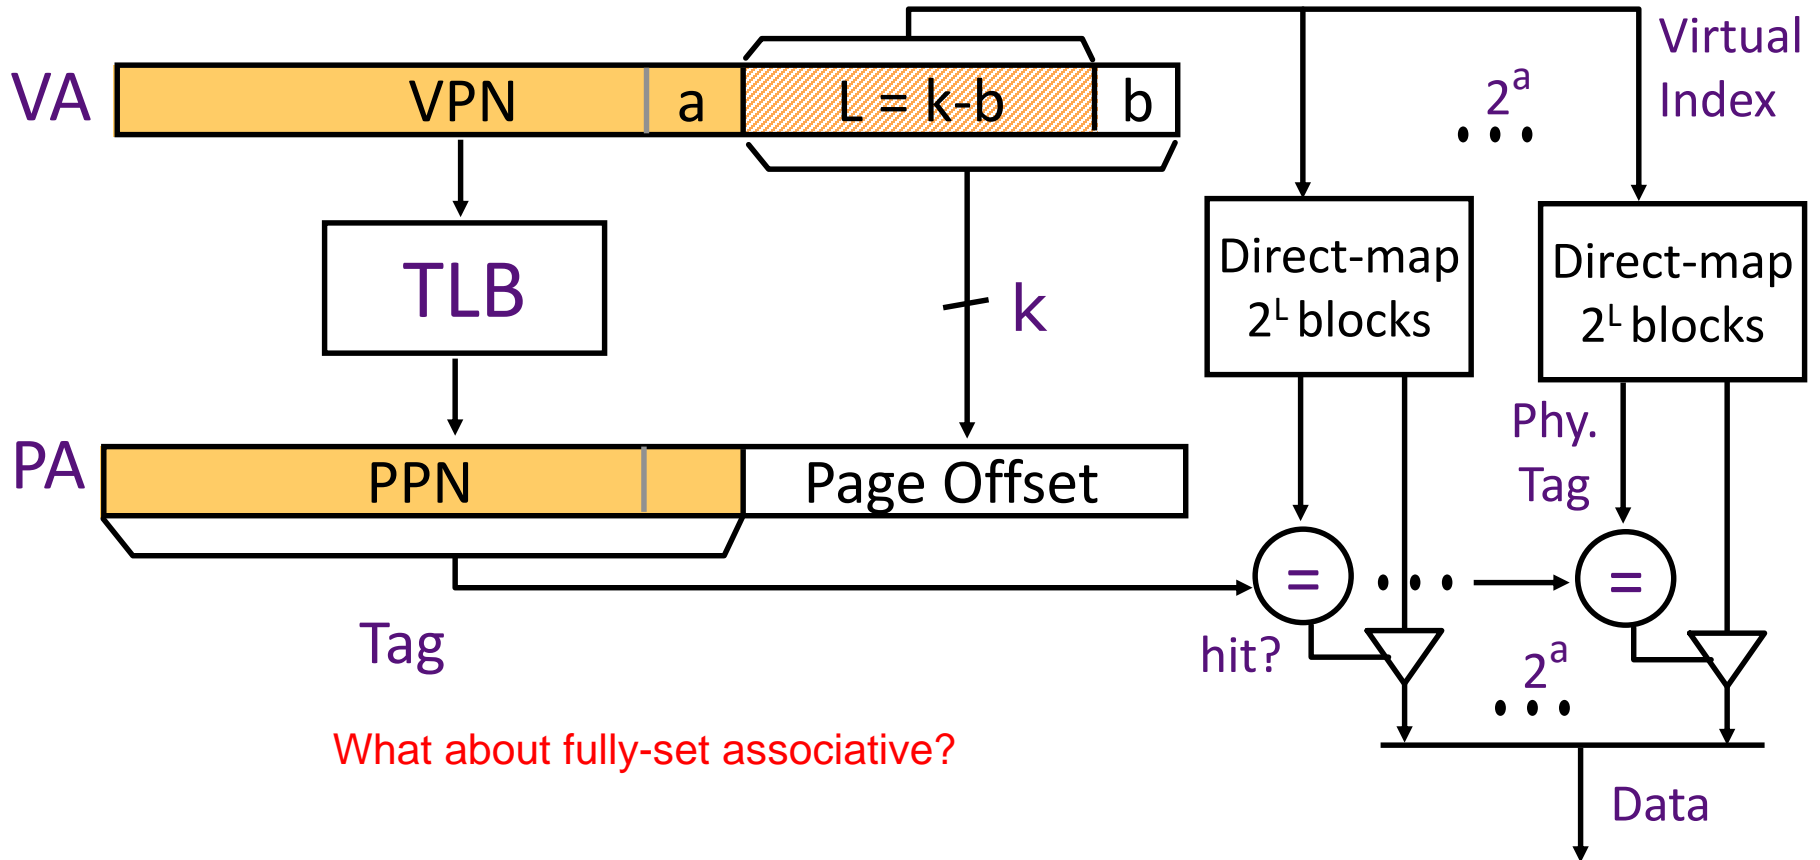 VA
VPN
a
L = k-b
b
Virtual
Index
2ᵃ
TLB
k
Direct-map
2ᴸ blocks
Direct-map
2ᴸ blocks
PA
PPN
Page Offset
Phy.
Tag
=
=
Tag
hit?
2ᵃ
What about fully-set associative?
Data